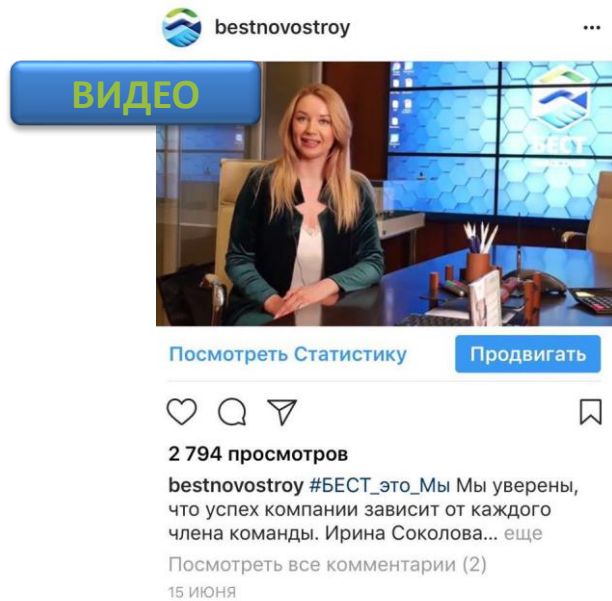 bestnovostroy
ВИДЕО
БЕСТ
Посмотреть Статистику
Продвигать
2 794 просмотров
bestnovostroy #БЕСТ_это_Мы Мы уверены,
что успех компании зависит от каждого
члена команды. Ирина Соколова... еще
Посмотреть все комментарии (2)
15 ИЮНЯ